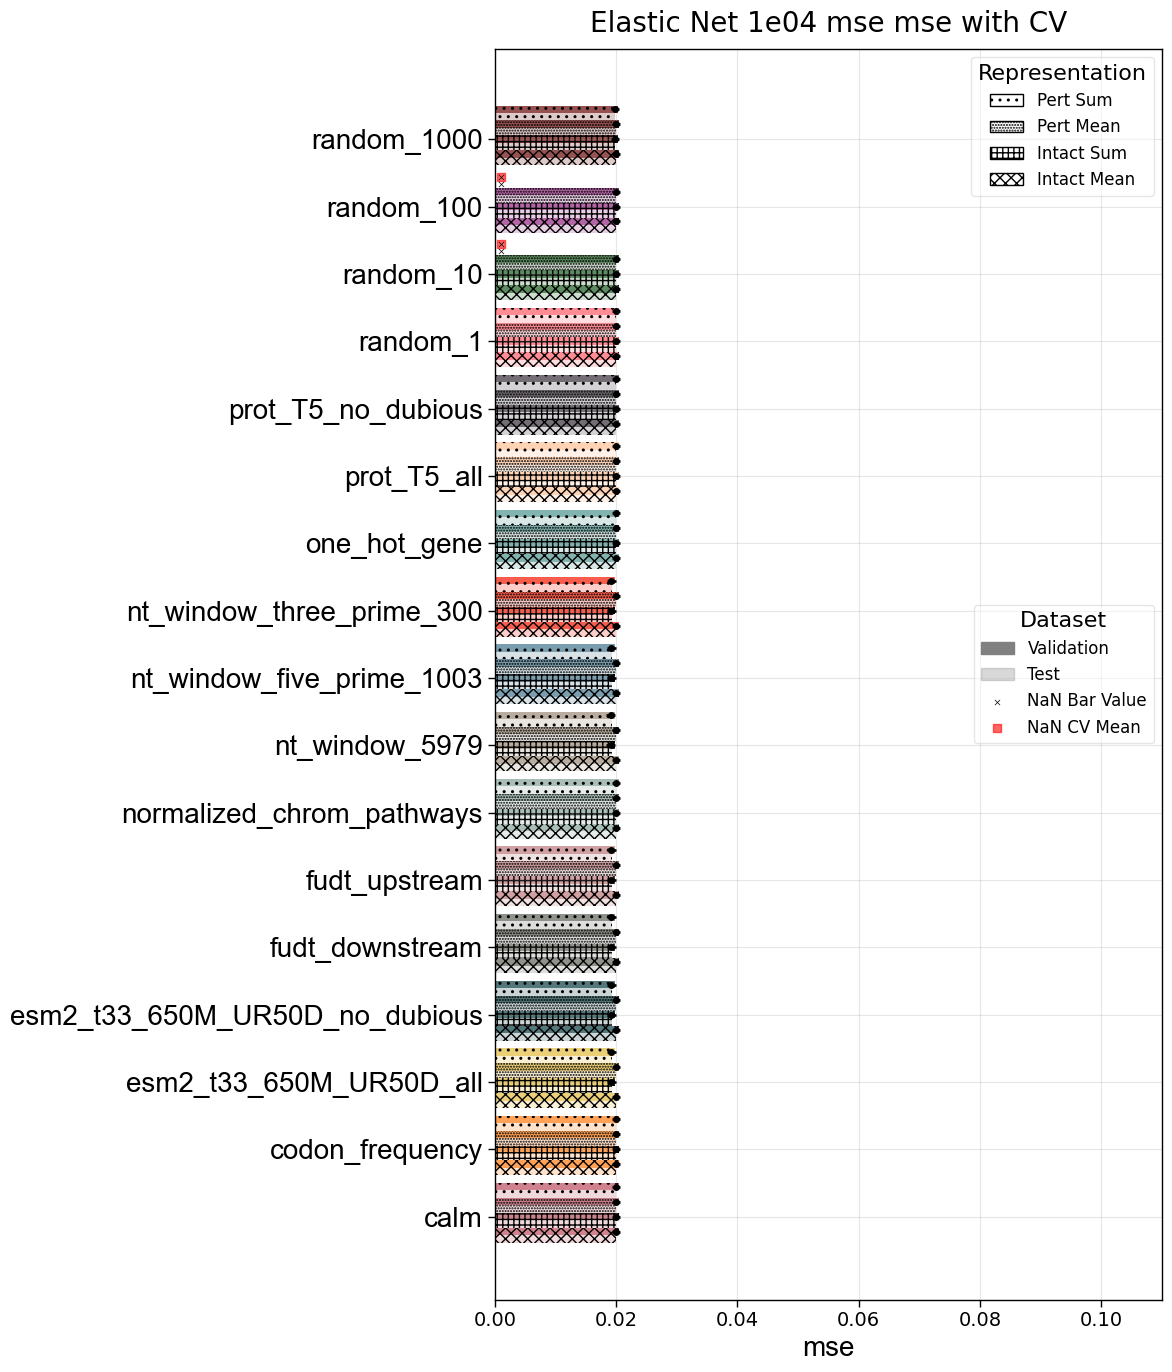 Elastic Net 1e04 mse mse with CV
Representation
Pert Sum
Pert Mean
Intact Sum
Intact Mean
random_1000
random_100
random_10
random_1
prot_T5_no_dubious
prot_T5_all
one_hot_gene
nt_window_three_prime_300
nt_window_five_prime_1003
nt_window_5979
normalized_chrom_pathways
fudt_upstream
fudt_downstream
esm2_t33_650M_UR50D_no_dubious
esm2_t33_650M_UR50D_all
codon_frequency
calm
Dataset
Validation
Test
NaN Bar Value
NaN CV Mean
0.00 0.02 0.04 0.06 0.08 0.10
mse